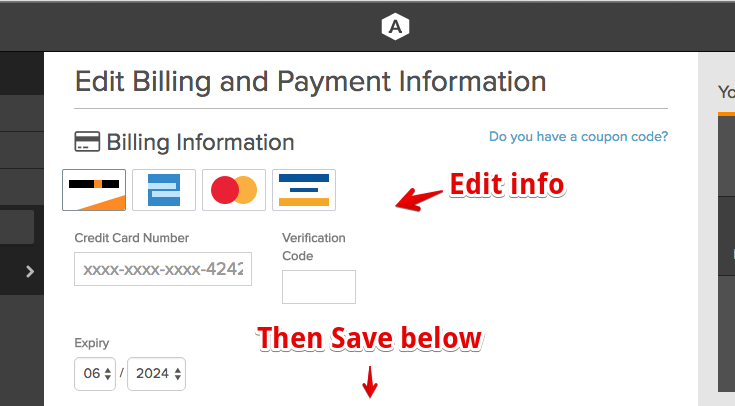 A
Edit Billing and Payment Information
Yo
Billing Information
Do you have a coupon code?
Edit info
Credit Card Number
Verification
Code
xxxx-xxxx-xxxx-4242
Then Save below
Expiry
06 / 2024